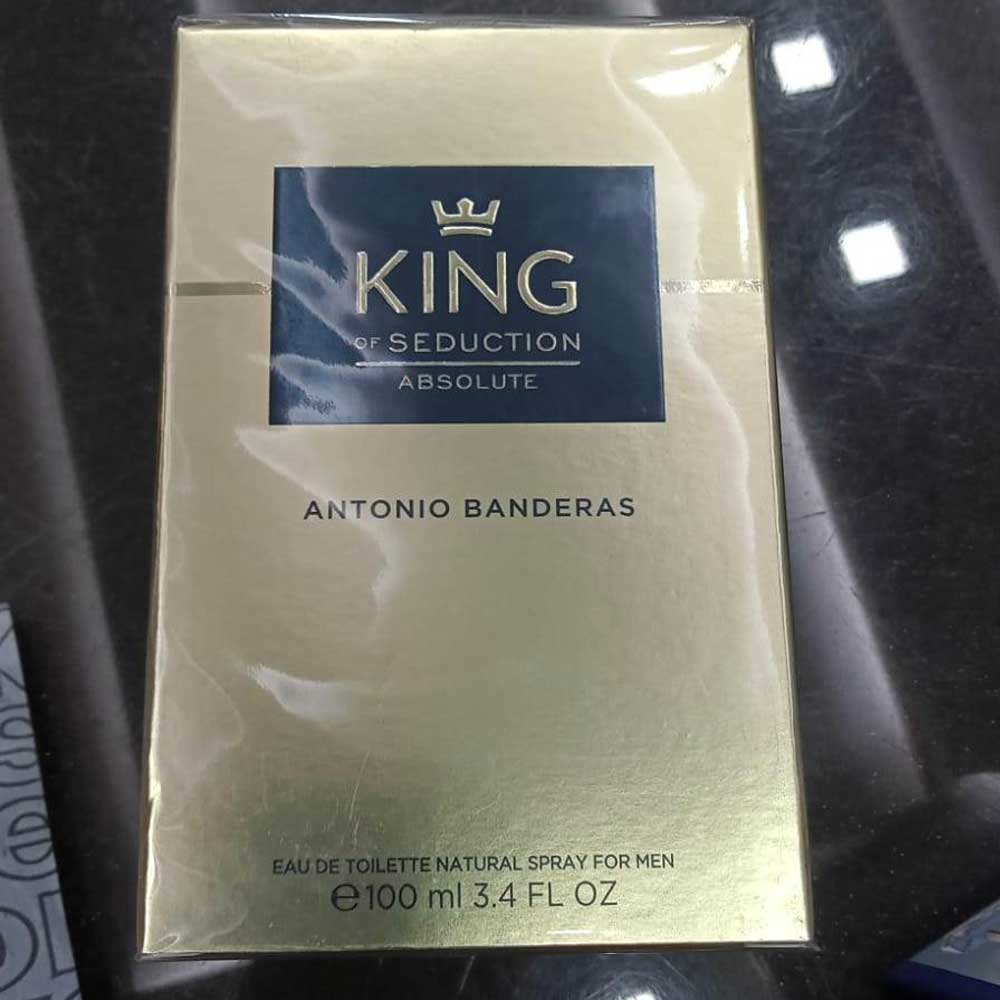 KING
OF SEDUCTION
ABSOLUTE
ANTONIO BANDERAS
EAU DE TOILETTE NATURAL SPRAY FOR MEN
℮100 ml 3.4 FL OZ